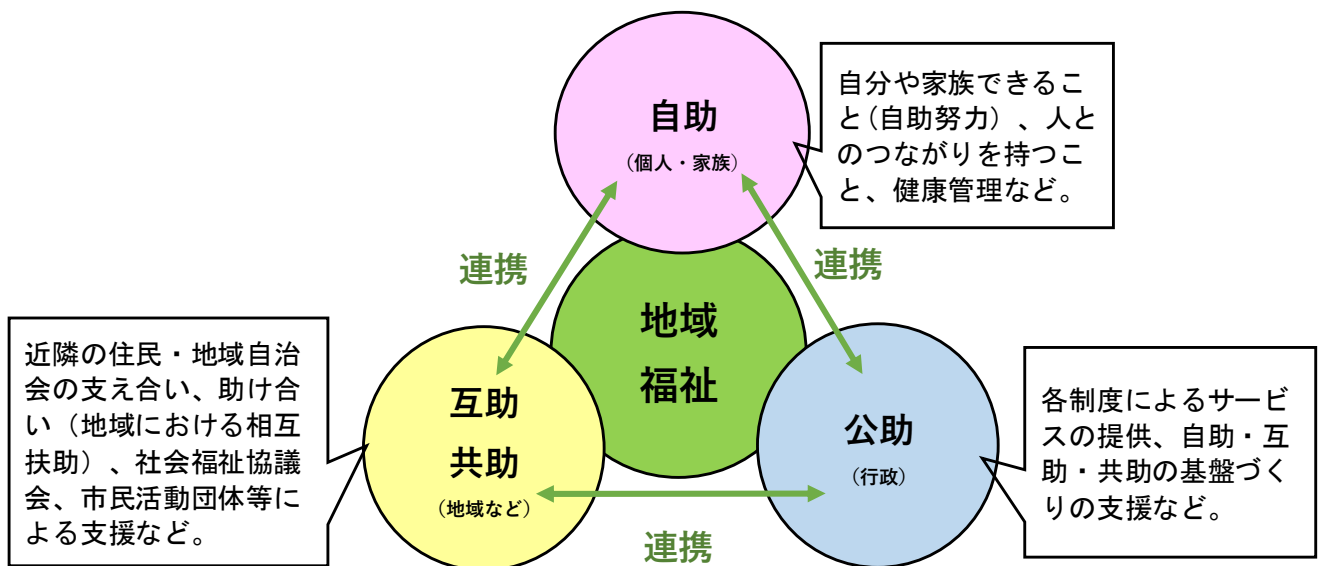 自助
(個人・家族)
自分や家族できるこ
と(自助努力)、人と
のつながりを持つこ
と、健康管理など。
連携
連携
地域
福祉
近隣の住民・地域自治
会の支え合い、助け合
い（地域における相互
扶助）、社会福祉協議
会、市民活動団体等に
よる支援など。
互助
共助
(地域など)
公助
(行政)
各制度によるサービ
スの提供、自助・互
助・共助の基盤づく
りの支援など。
連携